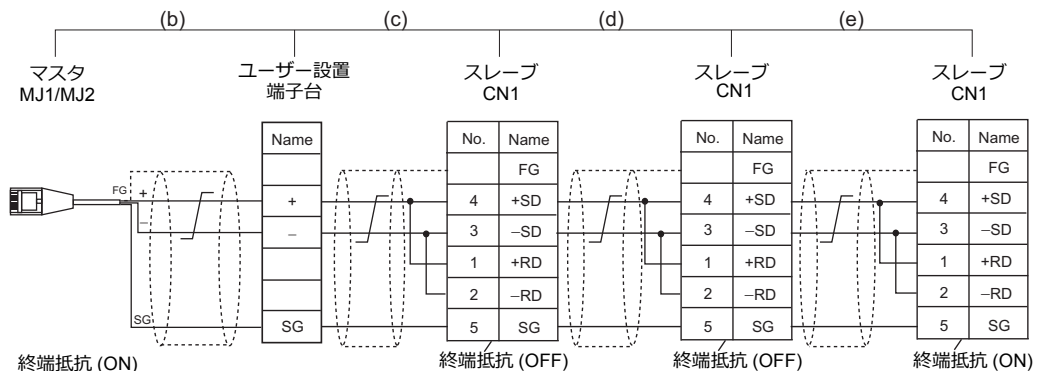 (b) (c) (d) (e)
マスタ
MJ1/MJ2
ユーザー設置
端子台
スレーブ
CN1
スレーブ
CN1
スレーブ
CN1
Name
+
−
SG
FG
+
−
SG
No. Name
FG
4 +SD
3 −SD
1 +RD
2 −RD
5 SG
No. Name
FG
4 +SD
3 −SD
1 +RD
2 −RD
5 SG
No. Name
FG
4 +SD
3 −SD
1 +RD
2 −RD
5 SG
終端抵抗 (ON)
終端抵抗 (OFF)
終端抵抗 (OFF)
終端抵抗 (ON)